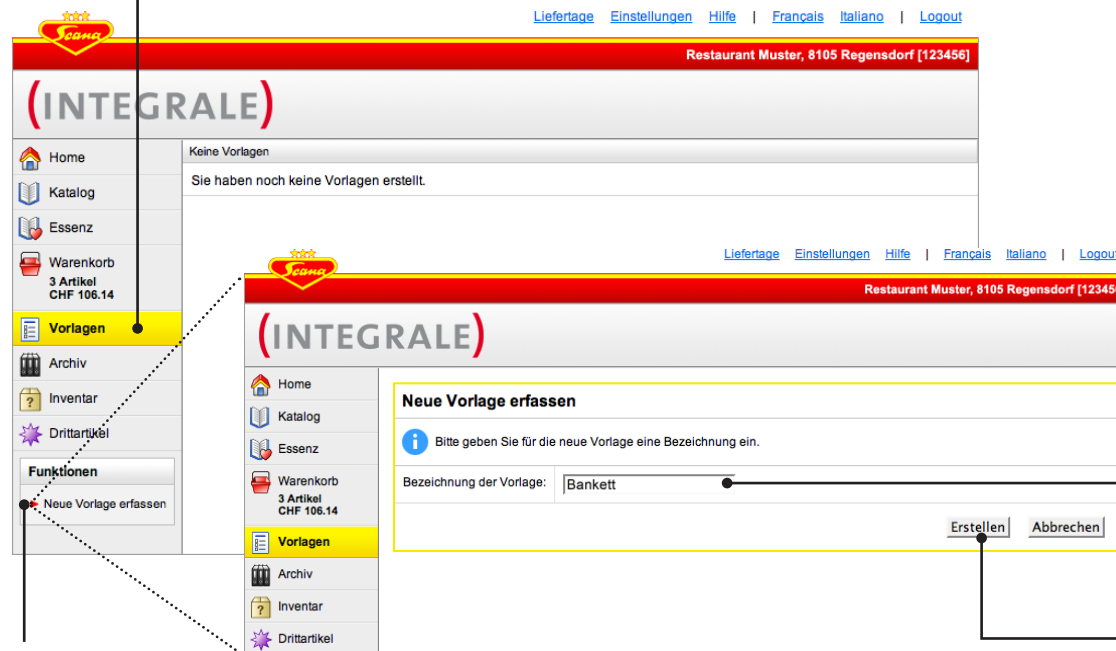 Liefertage Einstellungen Hilfe | Français Italiano | Logout
Scana
Restaurant Muster, 8105 Regensdorf [123456]
(INTEGRALE)
Home
Katalog
Essenz
Warenkorb
3 Artikel
CHF 106.14
Vorlagen
Archiv
Inventar
Drittartikel
Funktionen
Neue Vorlage erfassen
Keine Vorlagen
Sie haben noch keine Vorlagen erstellt.
Liefertage Einstellungen Hilfe | Français Italiano | Logout
Scana
Restaurant Muster, 8105 Regensdorf [12345
(INTEGRALE)
Home
Katalog
Essenz
Warenkorb
3 Artikel
CHF 106.14
Vorlagen
Archiv
Inventar
Drittartikel
Neue Vorlage erfassen
Bitte geben Sie für die neue Vorlage eine Bezeichnung ein.
Bezeichnung der Vorlage: Bankett
Erstellen Abbrechen